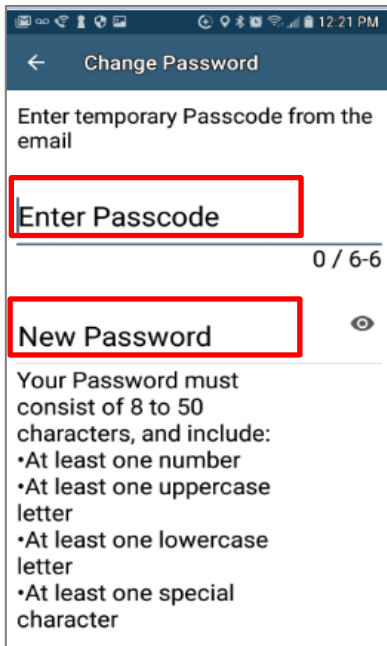 12:21 PM
Change Password
Enter temporary Passcode from the
email
Enter Passcode
0 / 6-6
New Password
Your Password must
consist of 8 to 50
characters, and include:
•At least one number
•At least one uppercase
letter
•At least one lowercase
letter
•At least one special
character